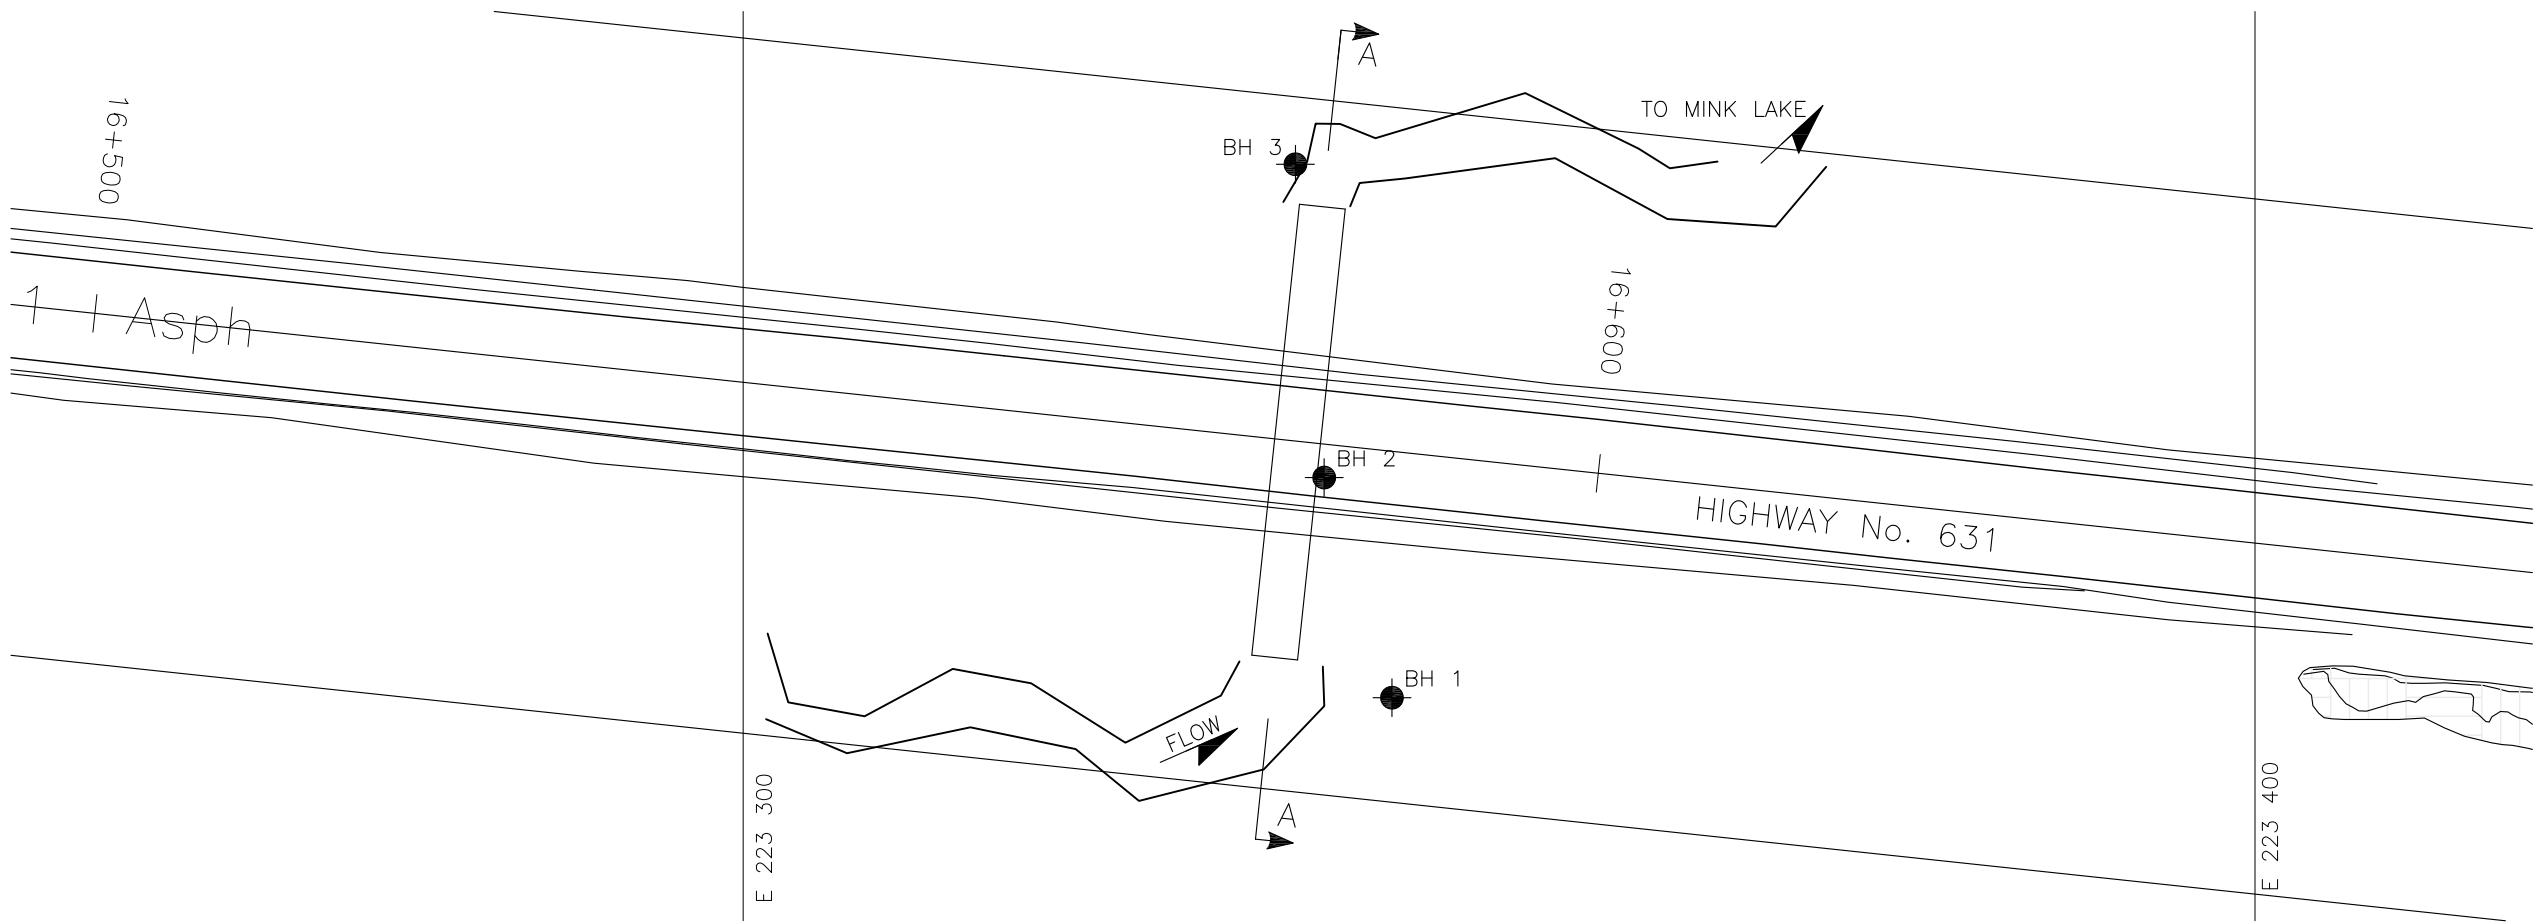 A
TO MINK LAKE
16+500
BH 3
16+600
1 | Asph
BH 2
HIGHWAY No. 631
BH 1
FLOW
E 223 300
E 223 400
A